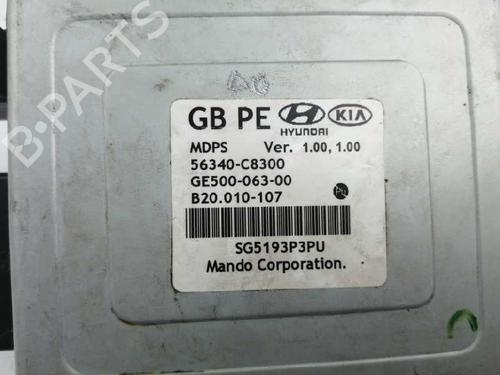 GB PE HYUNDAI KIA
MDPS Ver. 1.00, 1.00
56340-C8300
GE500-063-00
B20.010-107
SG5193P3PU
Mando Corporation.
B-PARTS